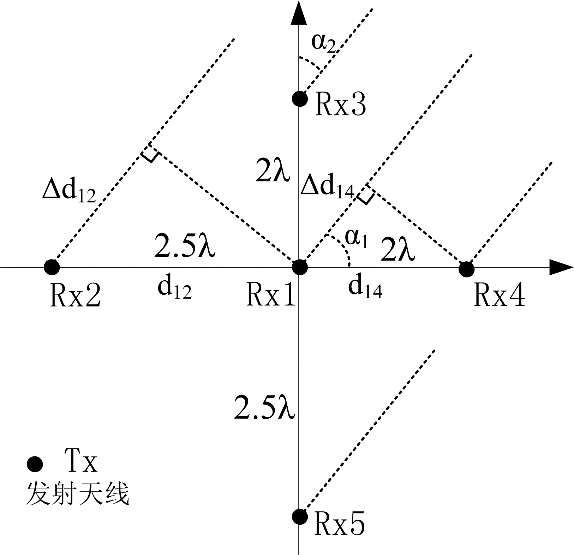 α₂
Rx3
Δd₁₂
2λ
Δd₁₄
2.5λ
α₁
2λ
Rx2
d₁₂
Rx1
d₁₄
Rx4
2.5λ
Tx
发射天线
Rx5